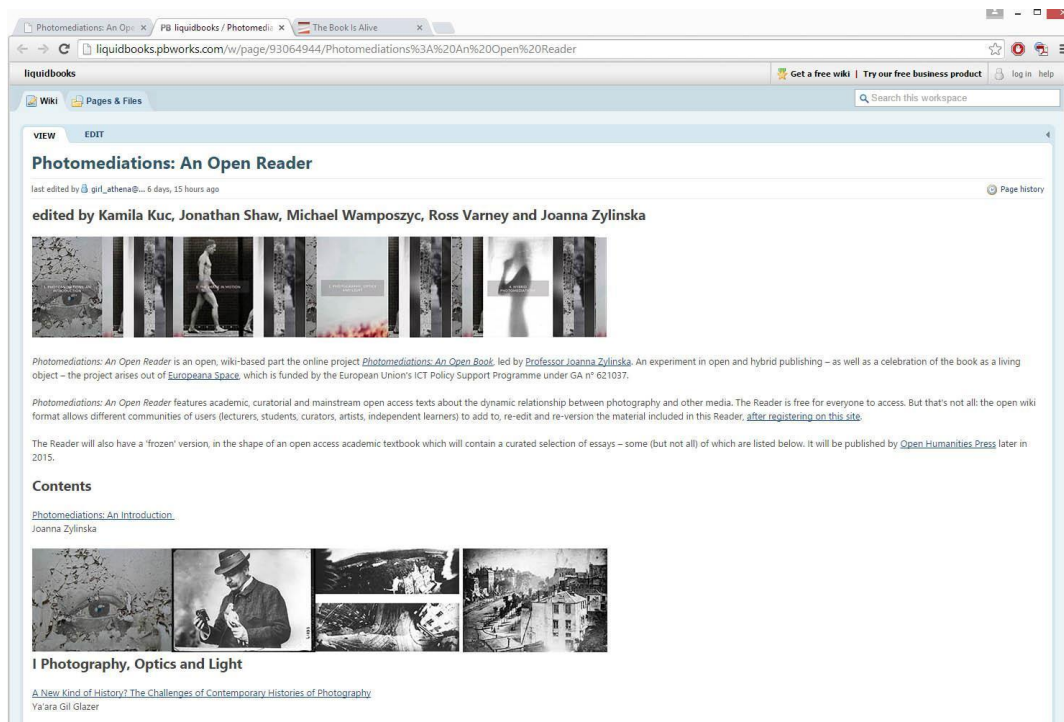 Photomediations: An Ope
PB liquidbooks / Photomedia
The Book Is Alive
liquidbooks.pbworks.com/w/page/93064944/Photomediations%3A%20An%20Open%20Reader
liquidbooks
Get a free wiki | Try our free business product
log in help
Wiki
Pages & Files
Search this workspace
VIEW
EDIT
Photomediations: An Open Reader
last edited by girl_athena@... 6 days, 15 hours ago
Page history
edited by Kamila Kuc, Jonathan Shaw, Michael Wamposzyc, Ross Varney and Joanna Zylinska
Photomediations: An Open Reader is an open, wiki-based part the online project Photomediations: An Open Book, led by Professor Joanna Zylinska. An experiment in open and hybrid publishing – as well as a celebration of the book as a living
object – the project arises out of Europeana Space, which is funded by the European Union's ICT Policy Support Programme under GA n° 621037.
Photomediations: An Open Reader features academic, curatorial and mainstream open access texts about the dynamic relationship between photography and other media. The Reader is free for everyone to access. But that's not all: the open wiki
format allows different communities of users (lecturers, students, curators, artists, independent learners) to add to, re-edit and re-version the material included in this Reader, after registering on this site.
The Reader will also have a 'frozen' version, in the shape of an open access academic textbook which will contain a curated selection of essays – some (but not all) of which are listed below. It will be published by Open Humanities Press later in
2015.
Contents
Photomediations: An Introduction
Joanna Zylinska
I Photography, Optics and Light
A New Kind of History? The Challenges of Contemporary Histories of Photography
Ya'ara Gil Glazer